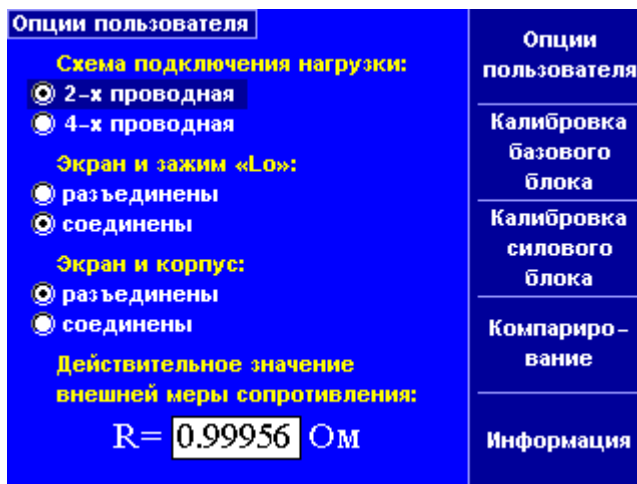 Опции пользователя
Схема подключения нагрузки:
2-х проводная
4-х проводная
Экран и зажим «Lo»:
разъединены
соединены
Экран и корпус:
разъединены
соединены
Действительное значение
внешней меры сопротивления:
R= 0.99956 Ом
Опции
пользователя
Калибровка
базового
блока
Калибровка
силового
блока
Компариро-
вание
Информация